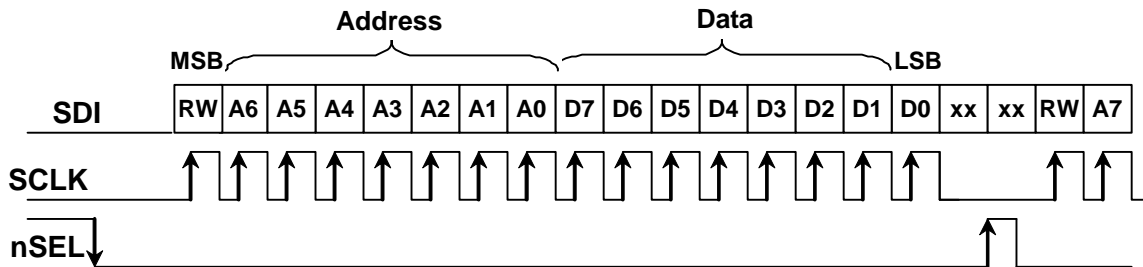 Address
Data
MSB
LSB
SDI
RW A6 A5 A4 A3 A2 A1 A0 D7 D6 D5 D4 D3 D2 D1 D0 xx xx RW A7
SCLK
nSEL